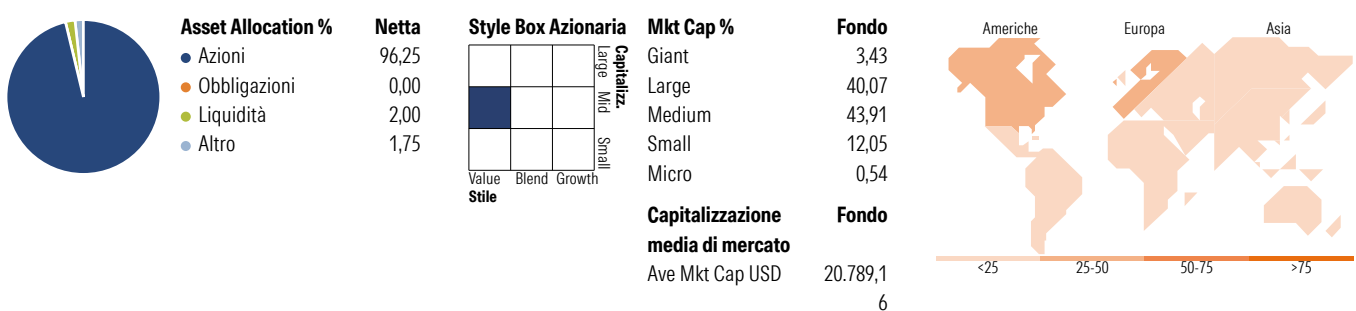 Asset Allocation % Netta
Azioni 96,25
Obbligazioni 0,00
Liquidità 2,00
Altro 1,75
Style Box Azionaria
Large
Mid
Small
Capitalizz.
Value Blend Growth
Stile
Mkt Cap % Fondo
Giant 3,43
Large 40,07
Medium 43,91
Small 12,05
Micro 0,54
Capitalizzazione Fondo
media di mercato
Ave Mkt Cap USD 20.789,1
6
Americhe Europa Asia
<25 25-50 50-75 >75